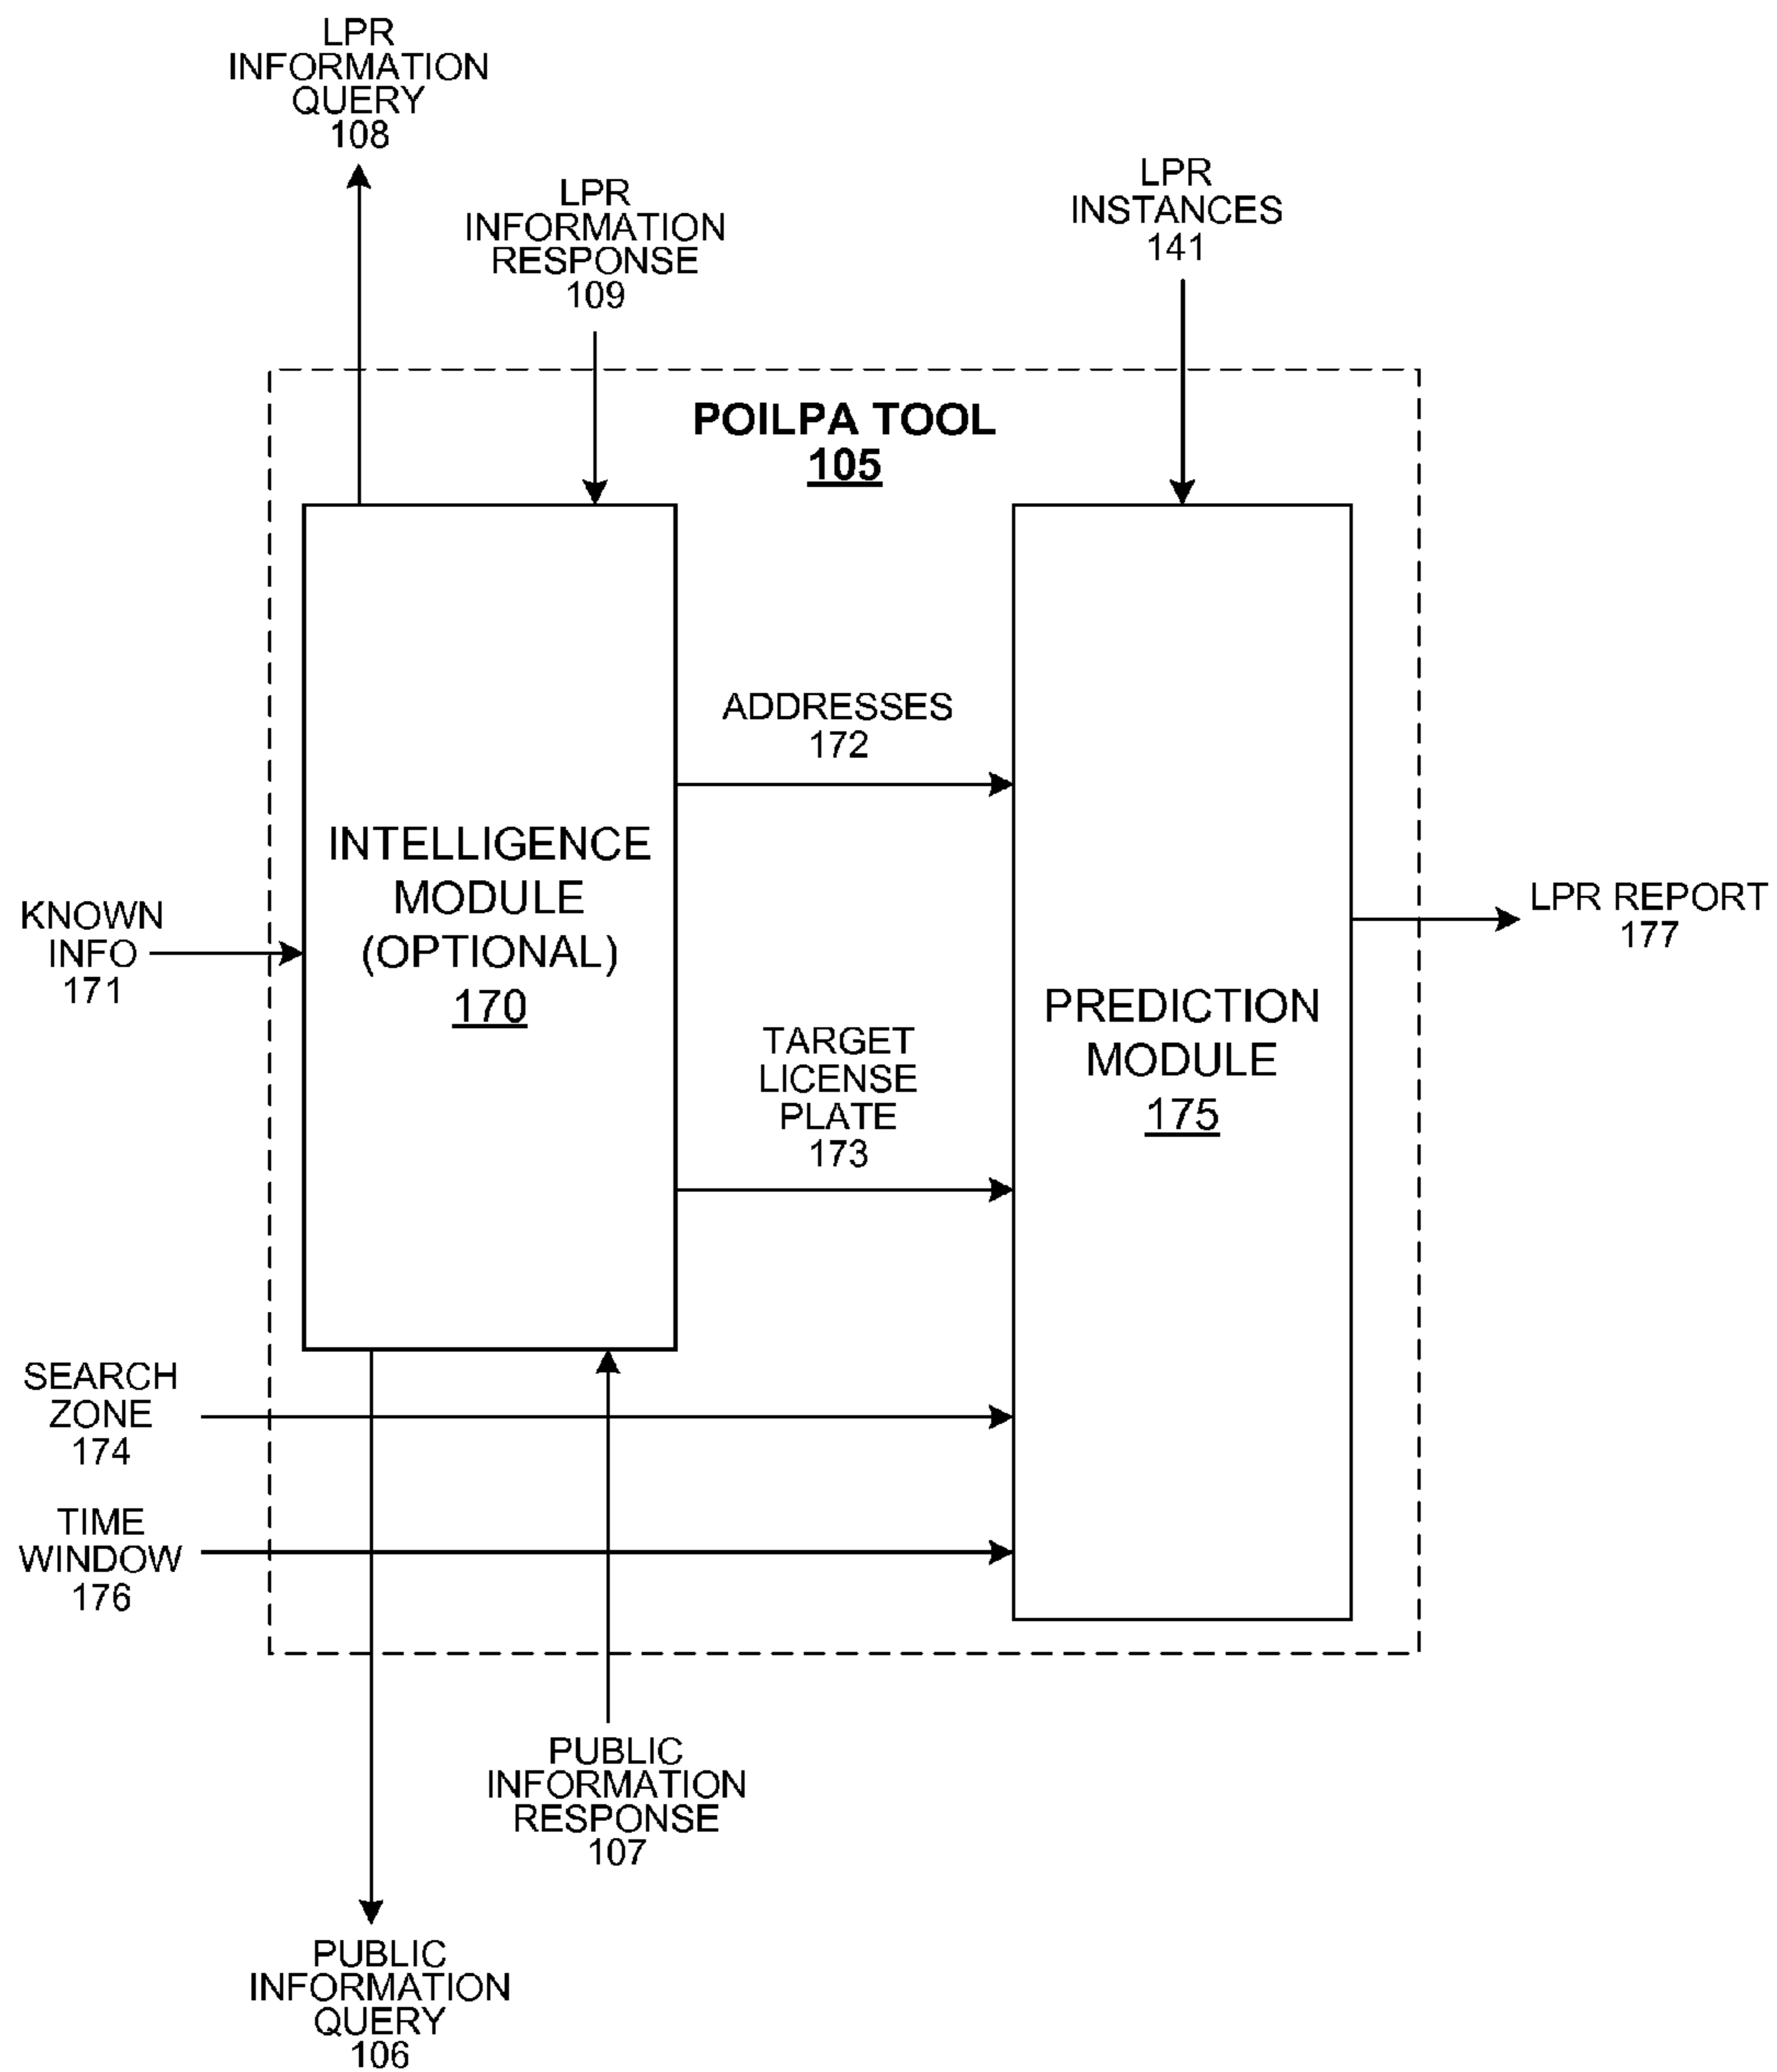 LPR
INFORMATION
QUERY
108
LPR
INFORMATION
RESPONSE
109
LPR
INSTANCES
141
POILPA TOOL
105
ADDRESSES
172
INTELLIGENCE
MODULE
(OPTIONAL)
170
KNOWN
INFO
171
LPR REPORT
177
PREDICTION
MODULE
175
TARGET
LICENSE
PLATE
173
SEARCH
ZONE
174
TIME
WINDOW
176
PUBLIC
INFORMATION
RESPONSE
107
PUBLIC
INFORMATION
QUERY
106